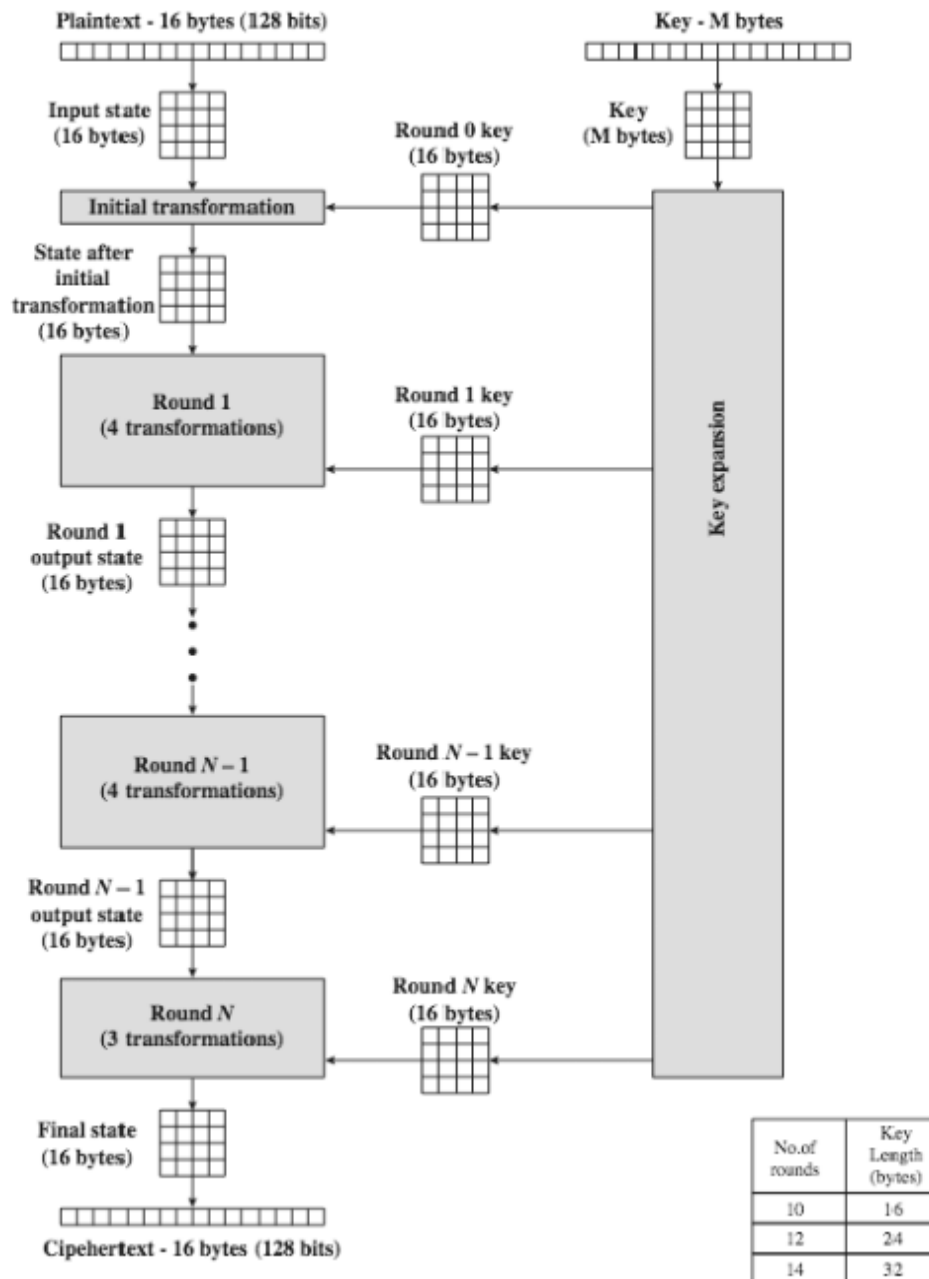 Plaintext - 16 bytes (128 bits)
Key - M bytes
Input state
(16 bytes)
Key
(M bytes)
Round 0 key
(16 bytes)
Initial transformation
State after
initial
transformation
(16 bytes)
Round 1
(4 transformations)
Round 1 key
(16 bytes)
Key expansion
Round 1
output state
(16 bytes)
Round N – 1
(4 transformations)
Round N – 1 key
(16 bytes)
Round N – 1
output state
(16 bytes)
Round N
(3 transformations)
Round N key
(16 bytes)
Final state
(16 bytes)
Cipehertext - 16 bytes (128 bits)
No.of
rounds
Key
Length
(bytes)
10 16
12 24
14 32